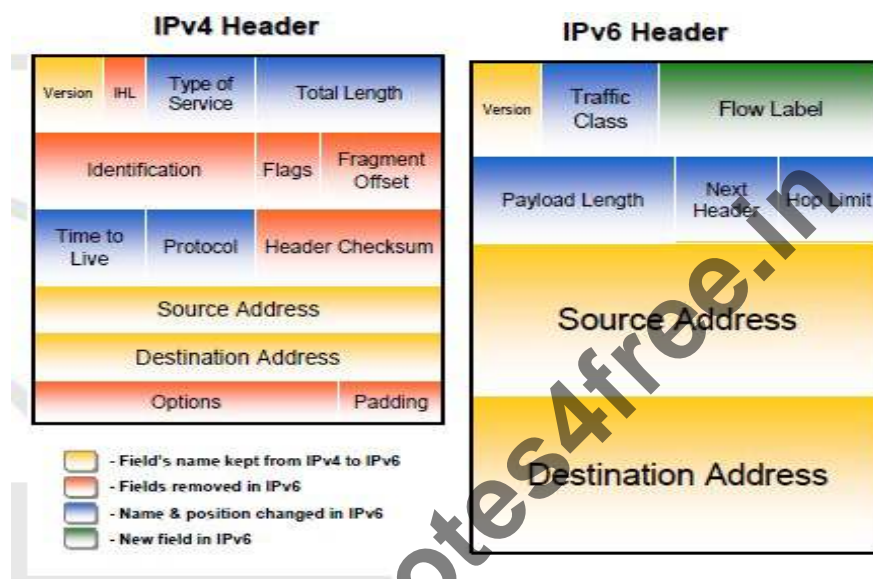 IPv4 Header
Version IHL Type of Service Total Length
Identification Flags Fragment Offset
Time to Live Protocol Header Checksum
Source Address
Destination Address
Options Padding
- Field's name kept from IPv4 to IPv6
- Fields removed in IPv6
- Name & position changed in IPv6
- New field in IPv6
IPv6 Header
Version Traffic Class Flow Label
Payload Length Next Header Hop Limit
Source Address
Destination Address
otes4free.in